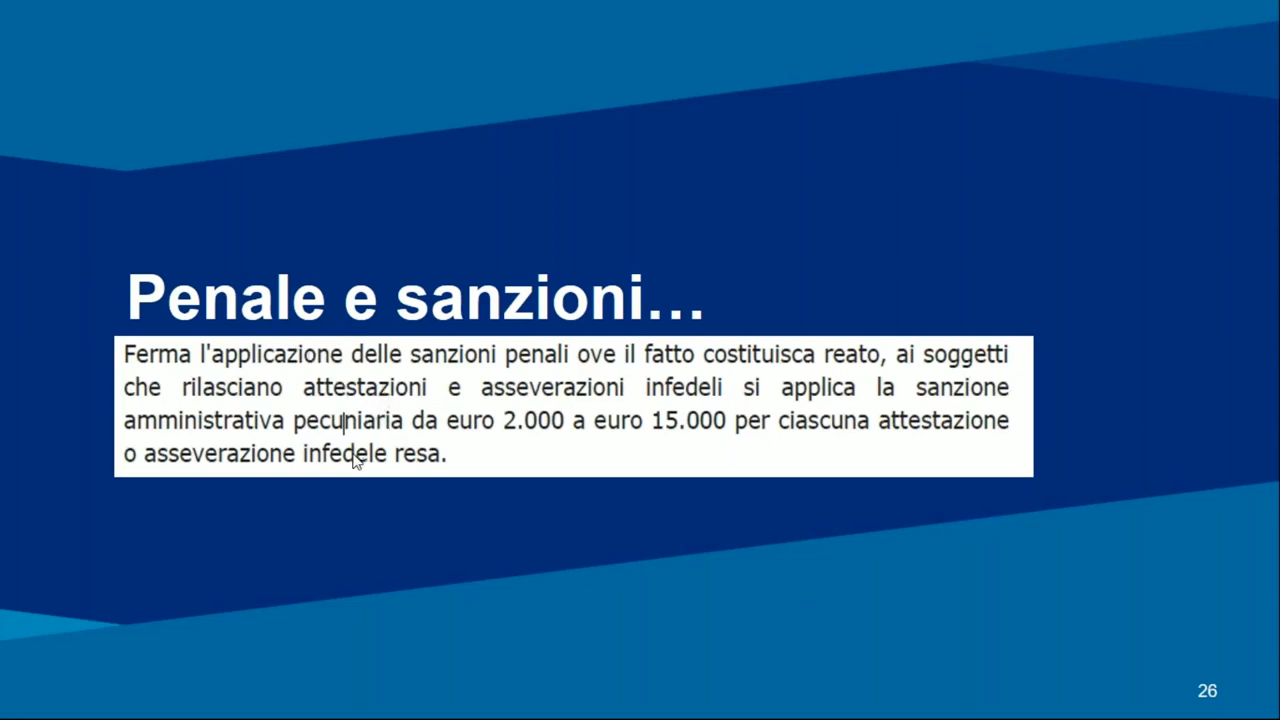 Penale e sanzioni...
Ferma l'applicazione delle sanzioni penali ove il fatto costituisca reato, ai soggetti
che rilasciano attestazioni e asseverazioni infedeli si applica la sanzione
amministrativa pecuniaria da euro 2.000 a euro 15.000 per ciascuna attestazione
o asseverazione infedele resa.
26